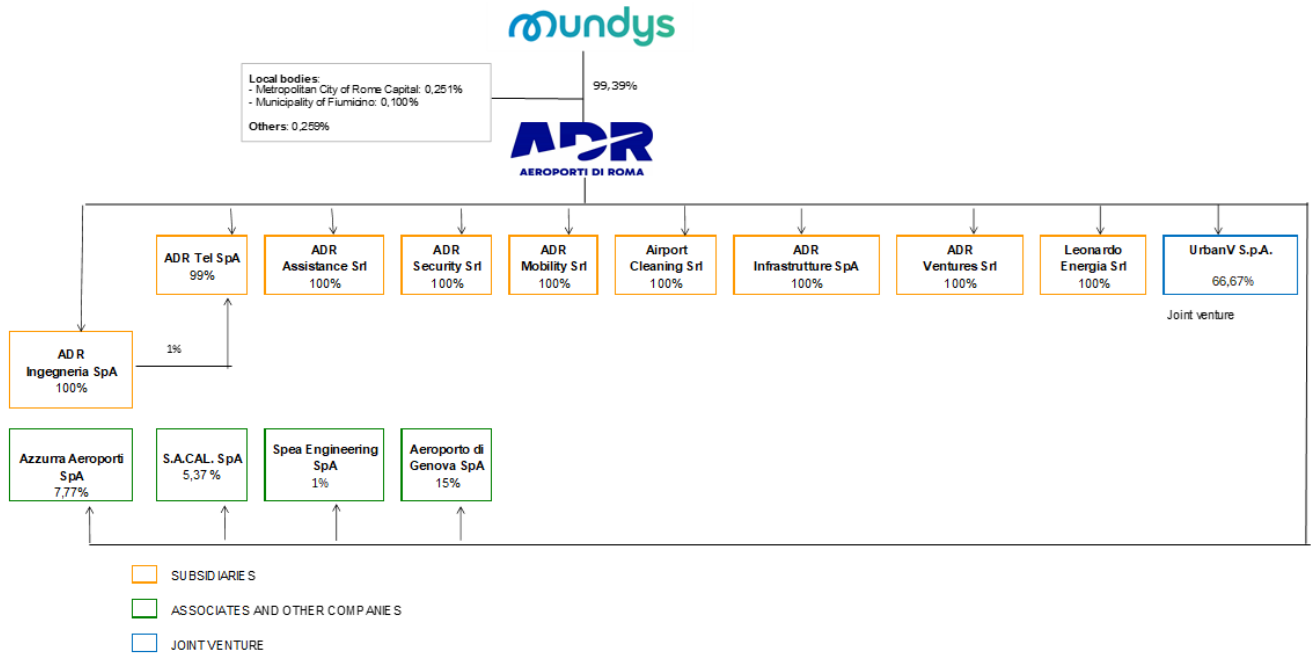 mundys
Local bodies:
- Metropolitan City of Rome Capital: 0,251%
- Municipality of Fiumicino: 0,100%
Others: 0,259%
99,39%
ADR
AEROPORTI DI ROMA
ADR Tel SpA
99%
ADR
Assistance Srl
100%
ADR
Security Srl
100%
ADR
Mobility Srl
100%
Airport
Cleaning Srl
100%
ADR
Infrastrutture SpA
100%
ADR
Ventures Srl
100%
Leonardo
Energia Srl
100%
UrbanV S.p.A.
66,67%
Joint venture
ADR
Ingegneria SpA
100%
1%
Azzurra Aeroporti
SpA
7,77%
S.A.CAL. SpA
5,37 %
Spea Engineering
SpA
1%
Aeroporto di
Genova SpA
15%
SUBSIDIARIES
ASSOCIATES AND OTHER COMPANIES
JOINT VENTURE